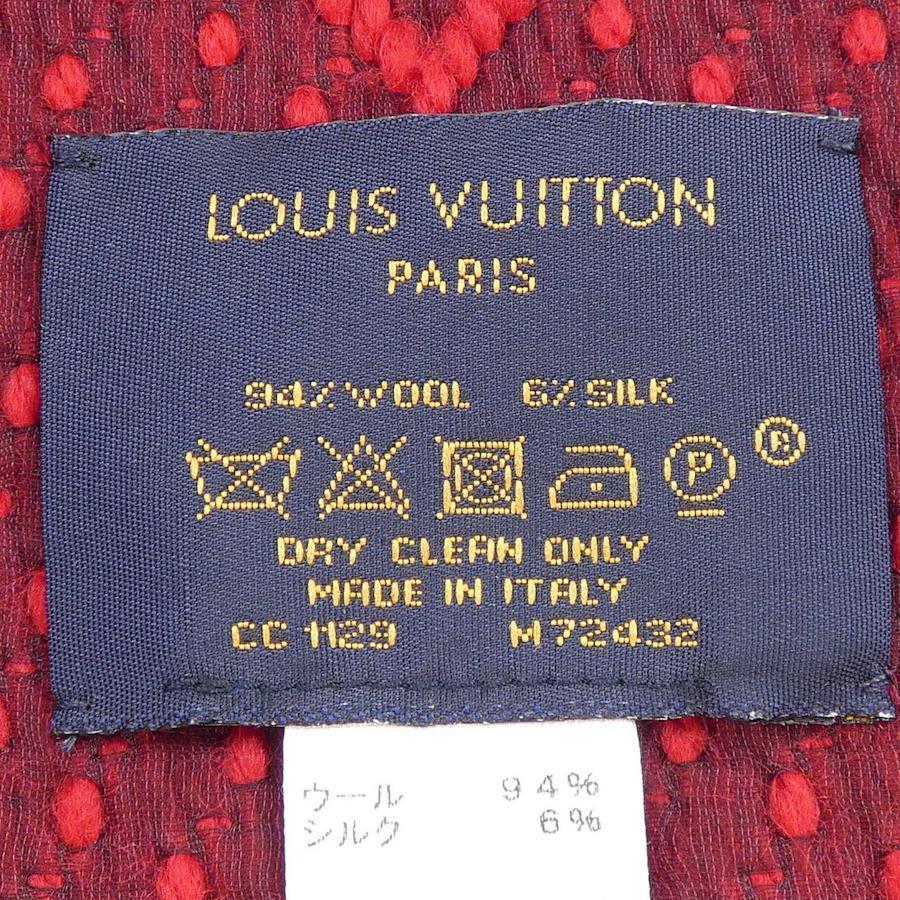 LOUIS VUITTON
PARIS
94% WOOL 6% SILK
P ®
DRY CLEAN ONLY
MADE IN ITALY
CC 1129 M72432
ウール 94%
シルク 6%